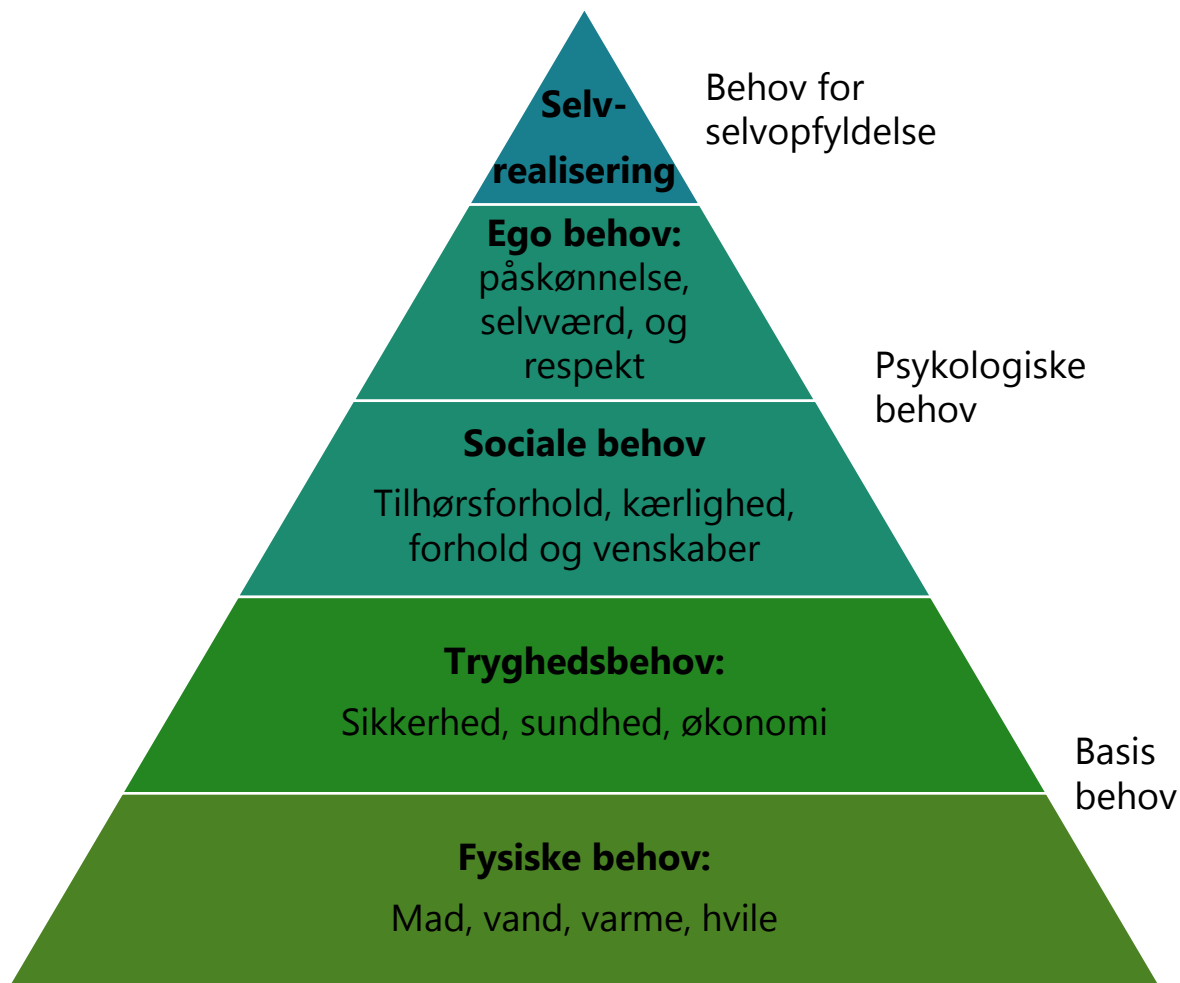 Selv-
realisering
Behov for
selvopfyldelse
Ego behov:
påskønnelse,
selvværd, og
respekt
Psykologiske
behov
Sociale behov
Tilhørsforhold, kærlighed,
forhold og venskaber
Tryghedsbehov:
Sikkerhed, sundhed, økonomi
Basis
behov
Fysiske behov:
Mad, vand, varme, hvile